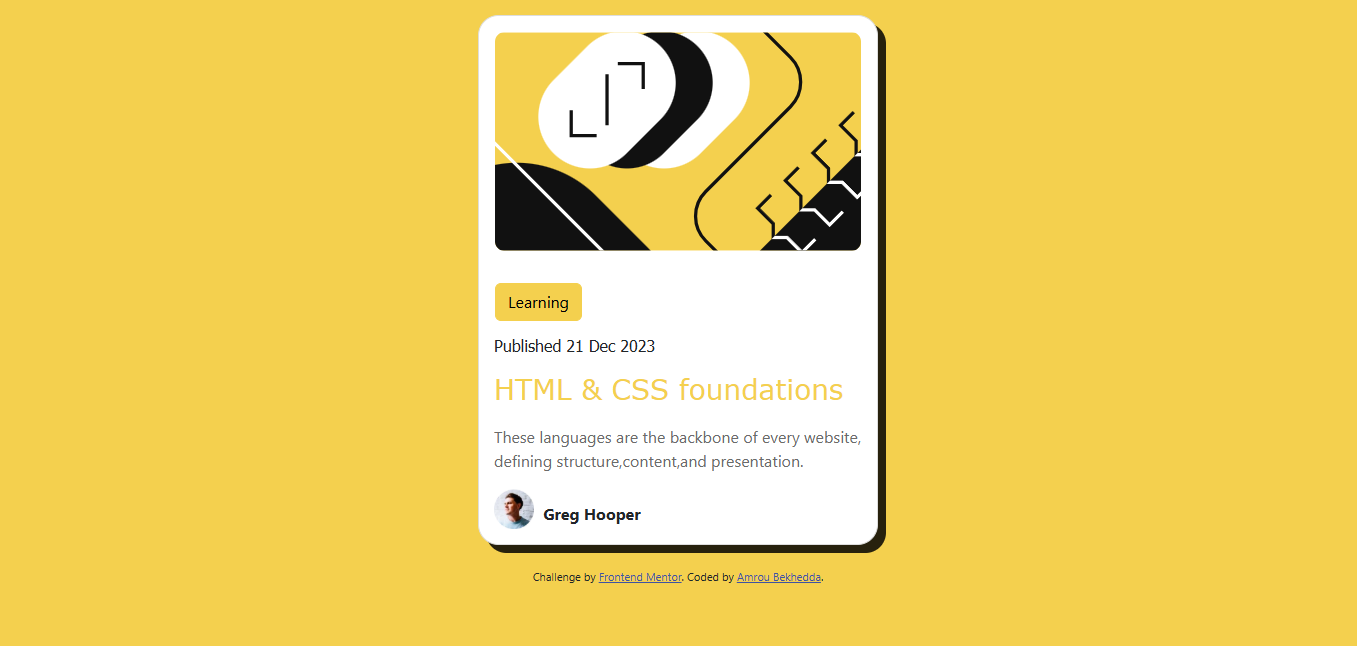 Learning
Published 21 Dec 2023
HTML & CSS foundations
These languages are the backbone of every website,
defining structure,content,and presentation.
Greg Hooper
Challenge by Frontend Mentor. Coded by Amrou Bekhedda.